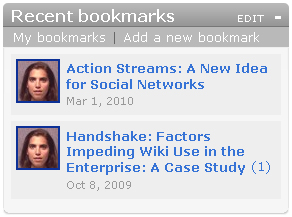 Recent bookmarks EDIT -
My bookmarks | Add a new bookmark
Action Streams: A New Idea
for Social Networks
Mar 1, 2010
Handshake: Factors
Impeding Wiki Use in the
Enterprise: A Case Study (1)
Oct 8, 2009